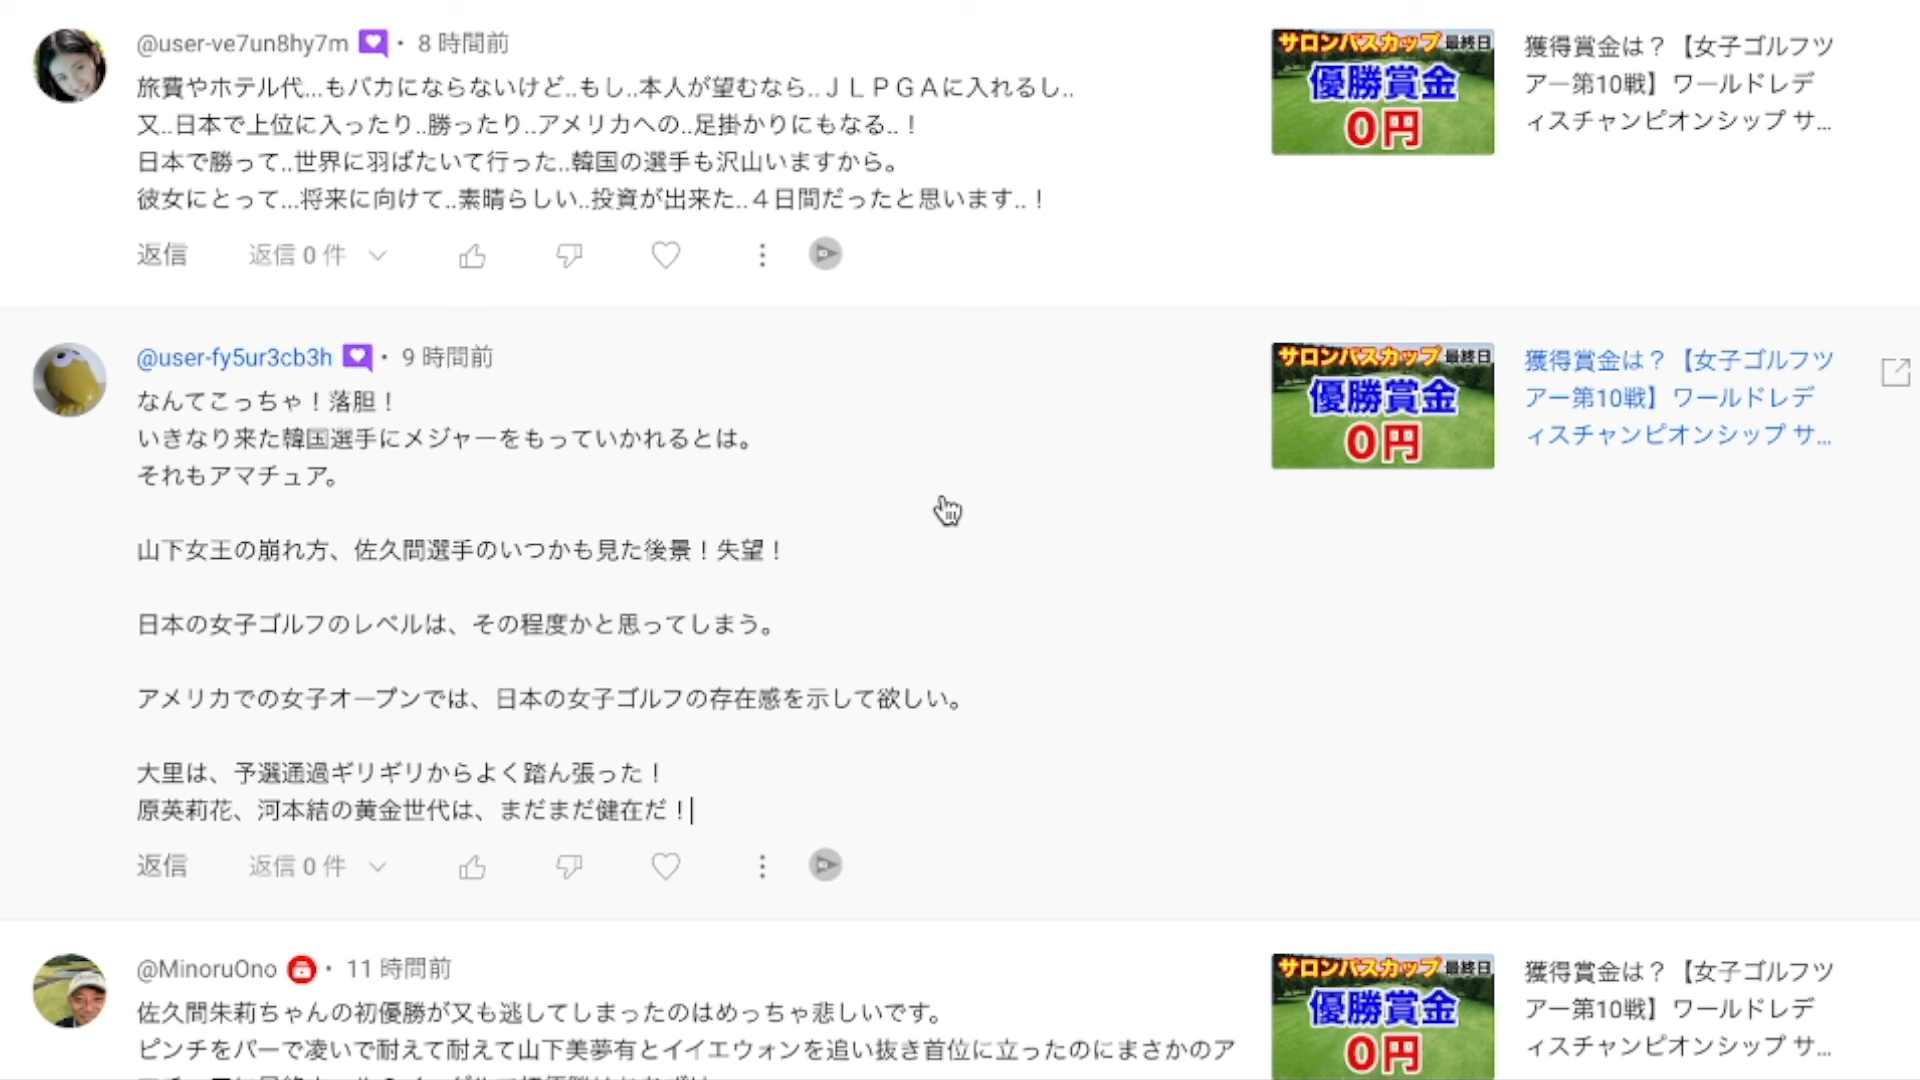 @user-ve7un8hy7m ・ 8 時間前
旅費やホテル代...もバカにならないけど..もし..本人が望むなら..ＪＬＰＧＡに入れるし..
又..日本で上位に入ったり..勝ったり..アメリカへの..足掛かりにもなる..！
日本で勝って..世界に羽ばたいて行った..韓国の選手も沢山いますから。
彼女にとって...将来に向けて..素晴らしい..投資が出来た..４日間だったと思います..！
返信 返信 0 件
サロンパスカップ 最終日
優勝賞金
0円
獲得賞金は？【女子ゴルフツ
アー第10戦】ワールドレデ
ィスチャンピオンシップ サ...
@user-fy5ur3cb3h ・ 9 時間前
なんてこっちゃ！落胆！
いきなり来た韓国選手にメジャーをもっていかれるとは。
それもアマチュア。
山下女王の崩れ方、佐久間選手のいつかも見た後景！失望！
日本の女子ゴルフのレベルは、その程度かと思ってしまう。
アメリカでの女子オープンでは、日本の女子ゴルフの存在感を示して欲しい。
大里は、予選通過ギリギリからよく踏ん張った！
原英莉花、河本結の黄金世代は、まだまだ健在だ！
返信 返信 0 件
サロンパスカップ 最終日
優勝賞金
0円
獲得賞金は？【女子ゴルフツ
アー第10戦】ワールドレデ
ィスチャンピオンシップ サ...
@MinoruOno ・ 11 時間前
佐久間朱莉ちゃんの初優勝が又も逃してしまったのはめっちゃ悲しいです。
ピンチをパーで凌いで耐えて耐えて山下美夢有とイイエウォンを追い抜き首位に立ったのにまさかのア
サロンパスカップ 最終日
優勝賞金
0円
獲得賞金は？【女子ゴルフツ
アー第10戦】ワールドレデ
ィスチャンピオンシップ サ...